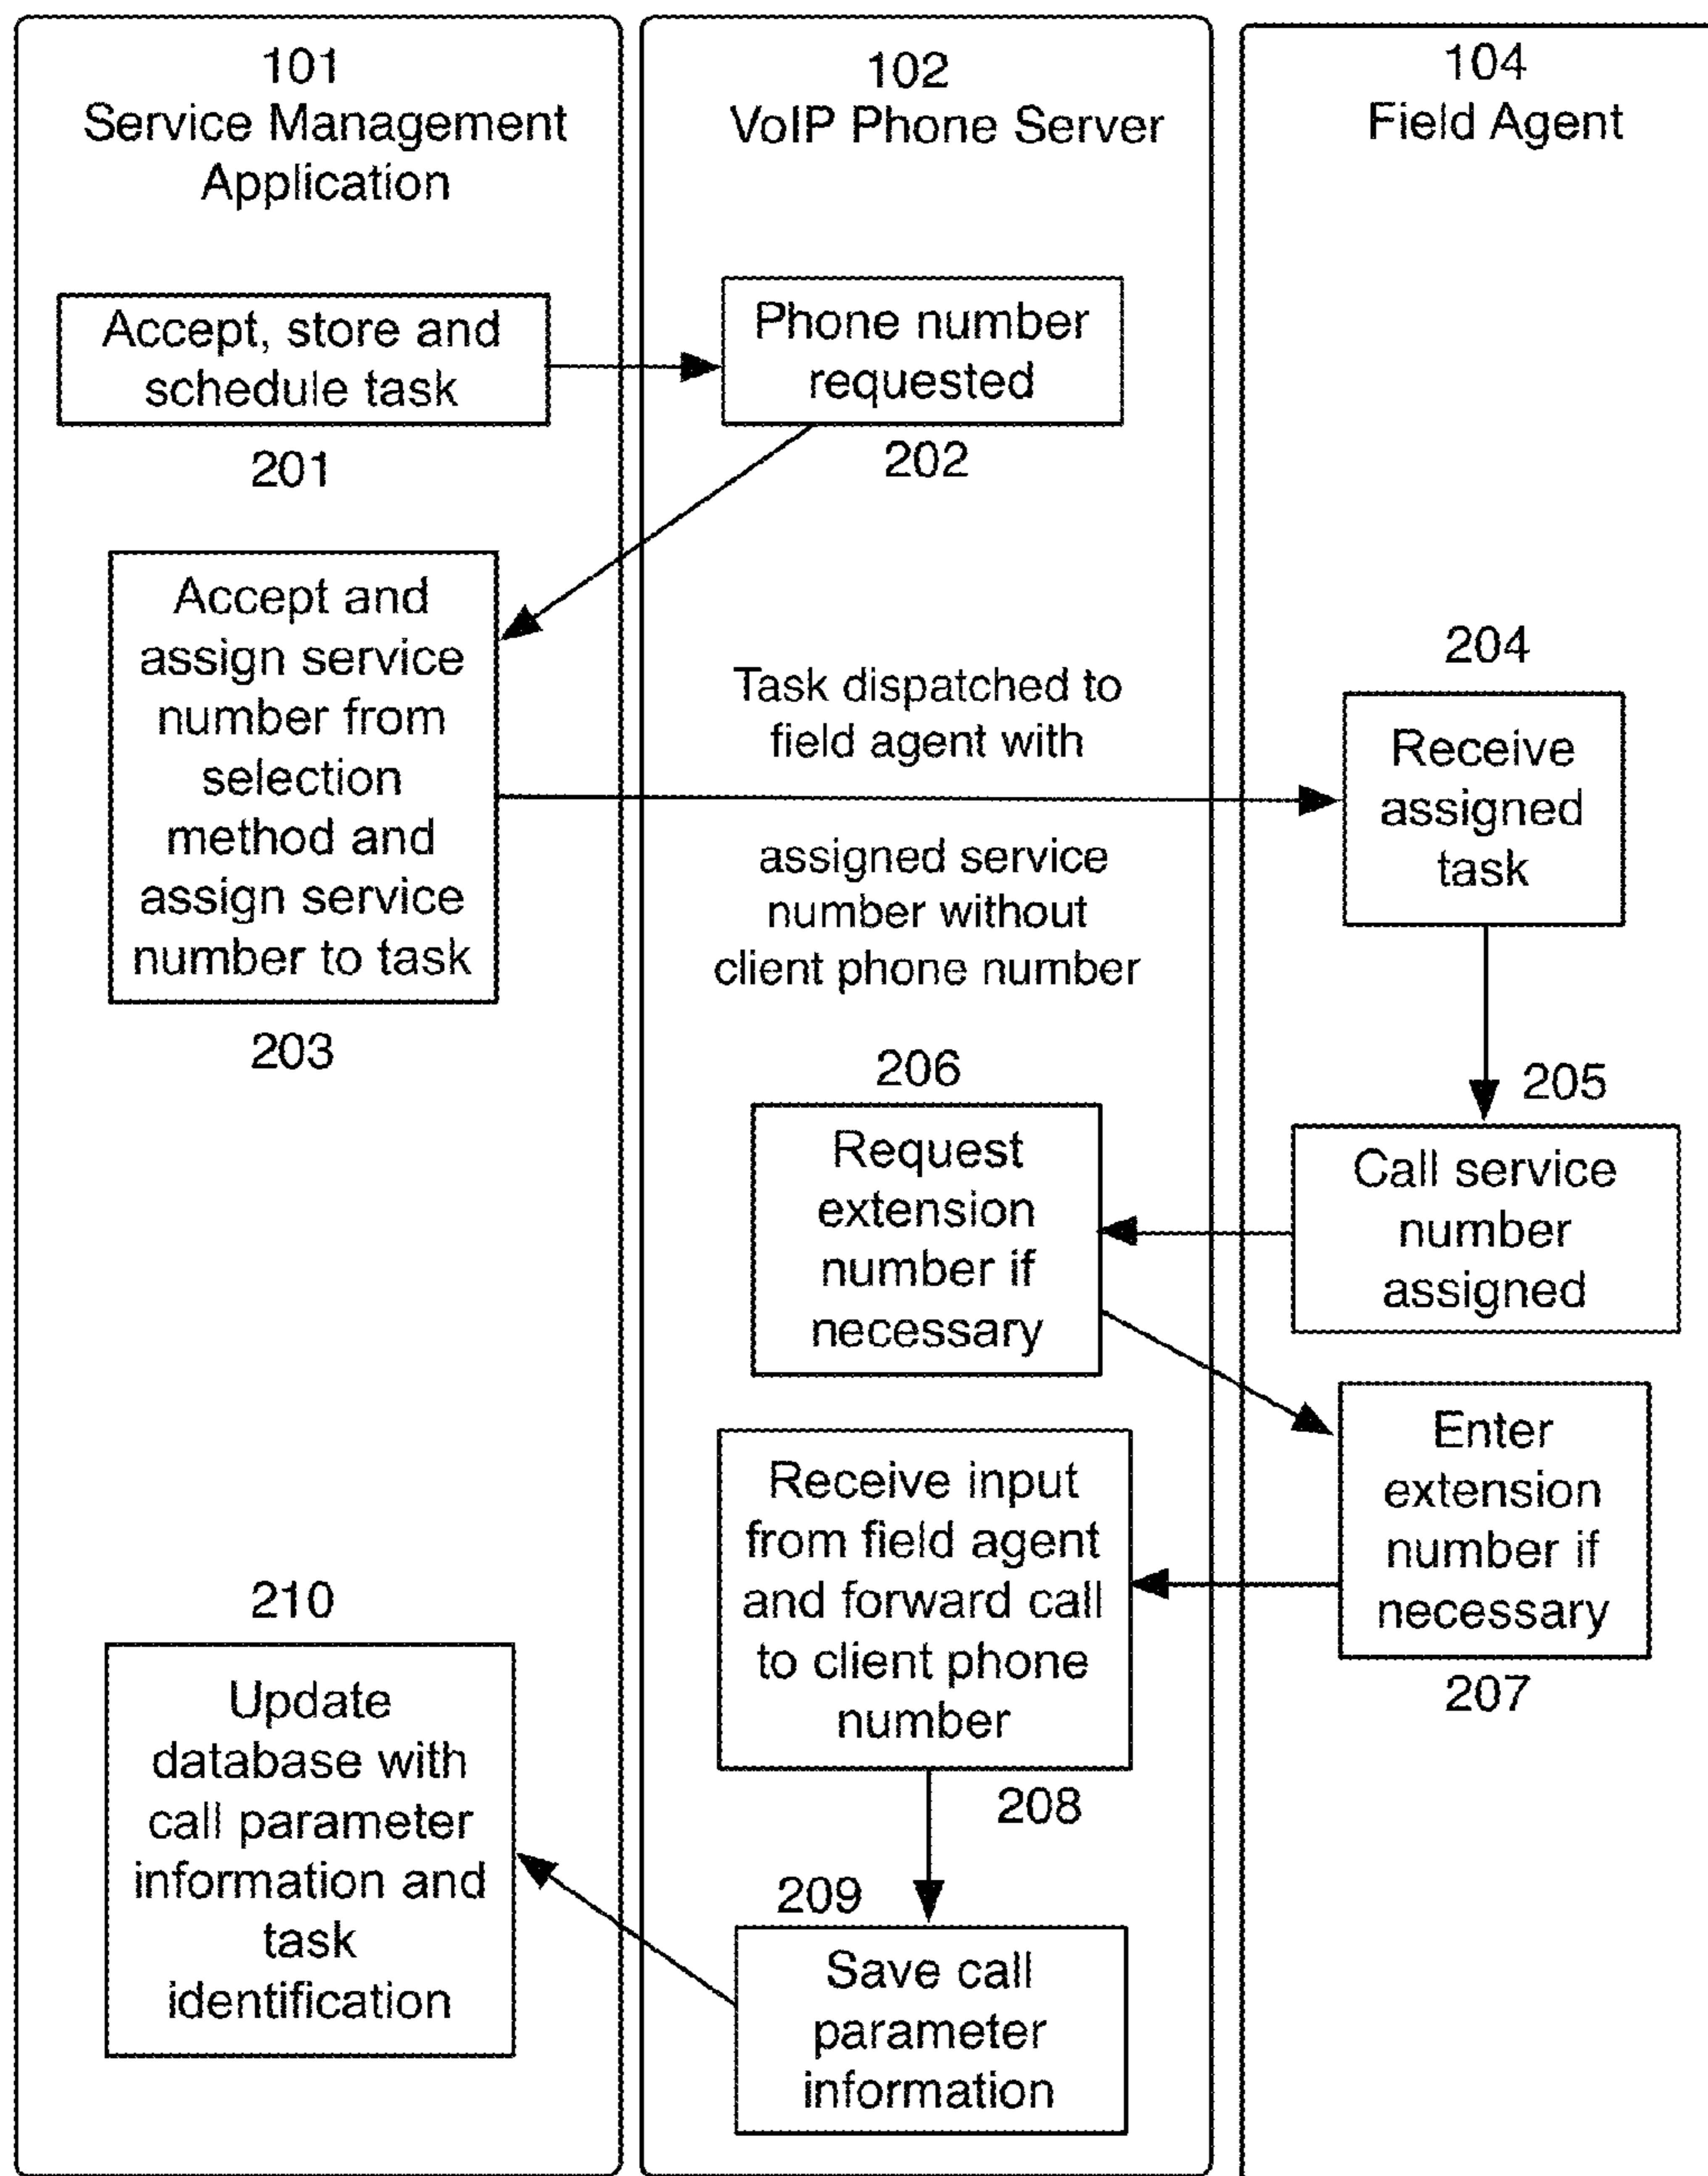 101
Service Management
Application
102
VoIP Phone Server
104
Field Agent
Accept, store and
schedule task
201
Phone number
requested
202
Accept and
assign service
number from
selection
method and
assign service
number to task
203
Task dispatched to
field agent with
assigned service
number without
client phone number
204
Receive
assigned
task
205
Call service
number
assigned
206
Request
extension
number if
necessary
Enter
extension
number if
necessary
207
Receive input
from field agent
and forward call
to client phone
number
208
209
Save call
parameter
information
210
Update
database with
call parameter
information and
task
identification